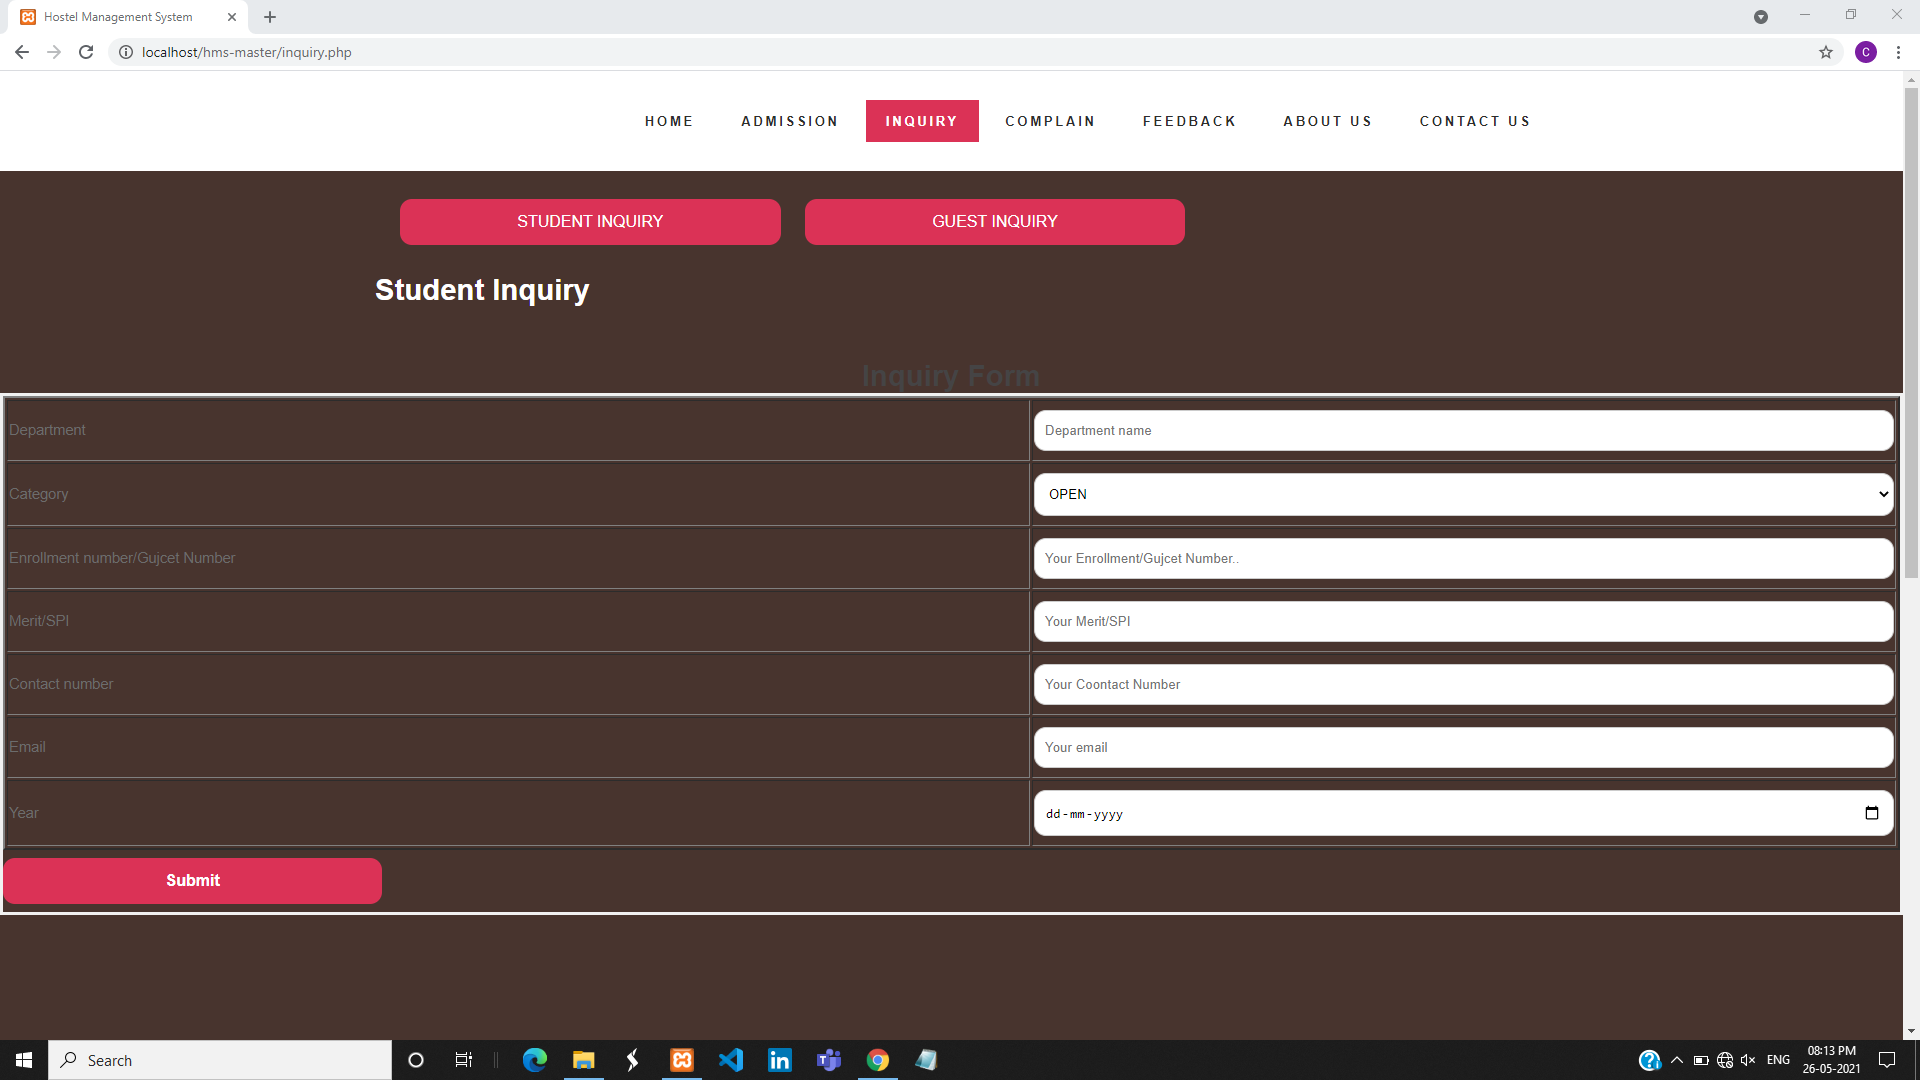 Hostel Management System
localhost/hms-master/inquiry.php
C
HOME ADMISSION INQUIRY COMPLAIN FEEDBACK ABOUT US CONTACT US
STUDENT INQUIRY GUEST INQUIRY
Student Inquiry
Inquiry Form
Department Department name
Category OPEN
Enrollment number/Gujcet Number Your Enrollment/Gujcet Number..
Merit/SPI Your Merit/SPI
Contact number Your Coontact Number
Email Your email
Year dd-mm-yyyy
Submit
Search
ENG
08:13 PM
26-05-2021